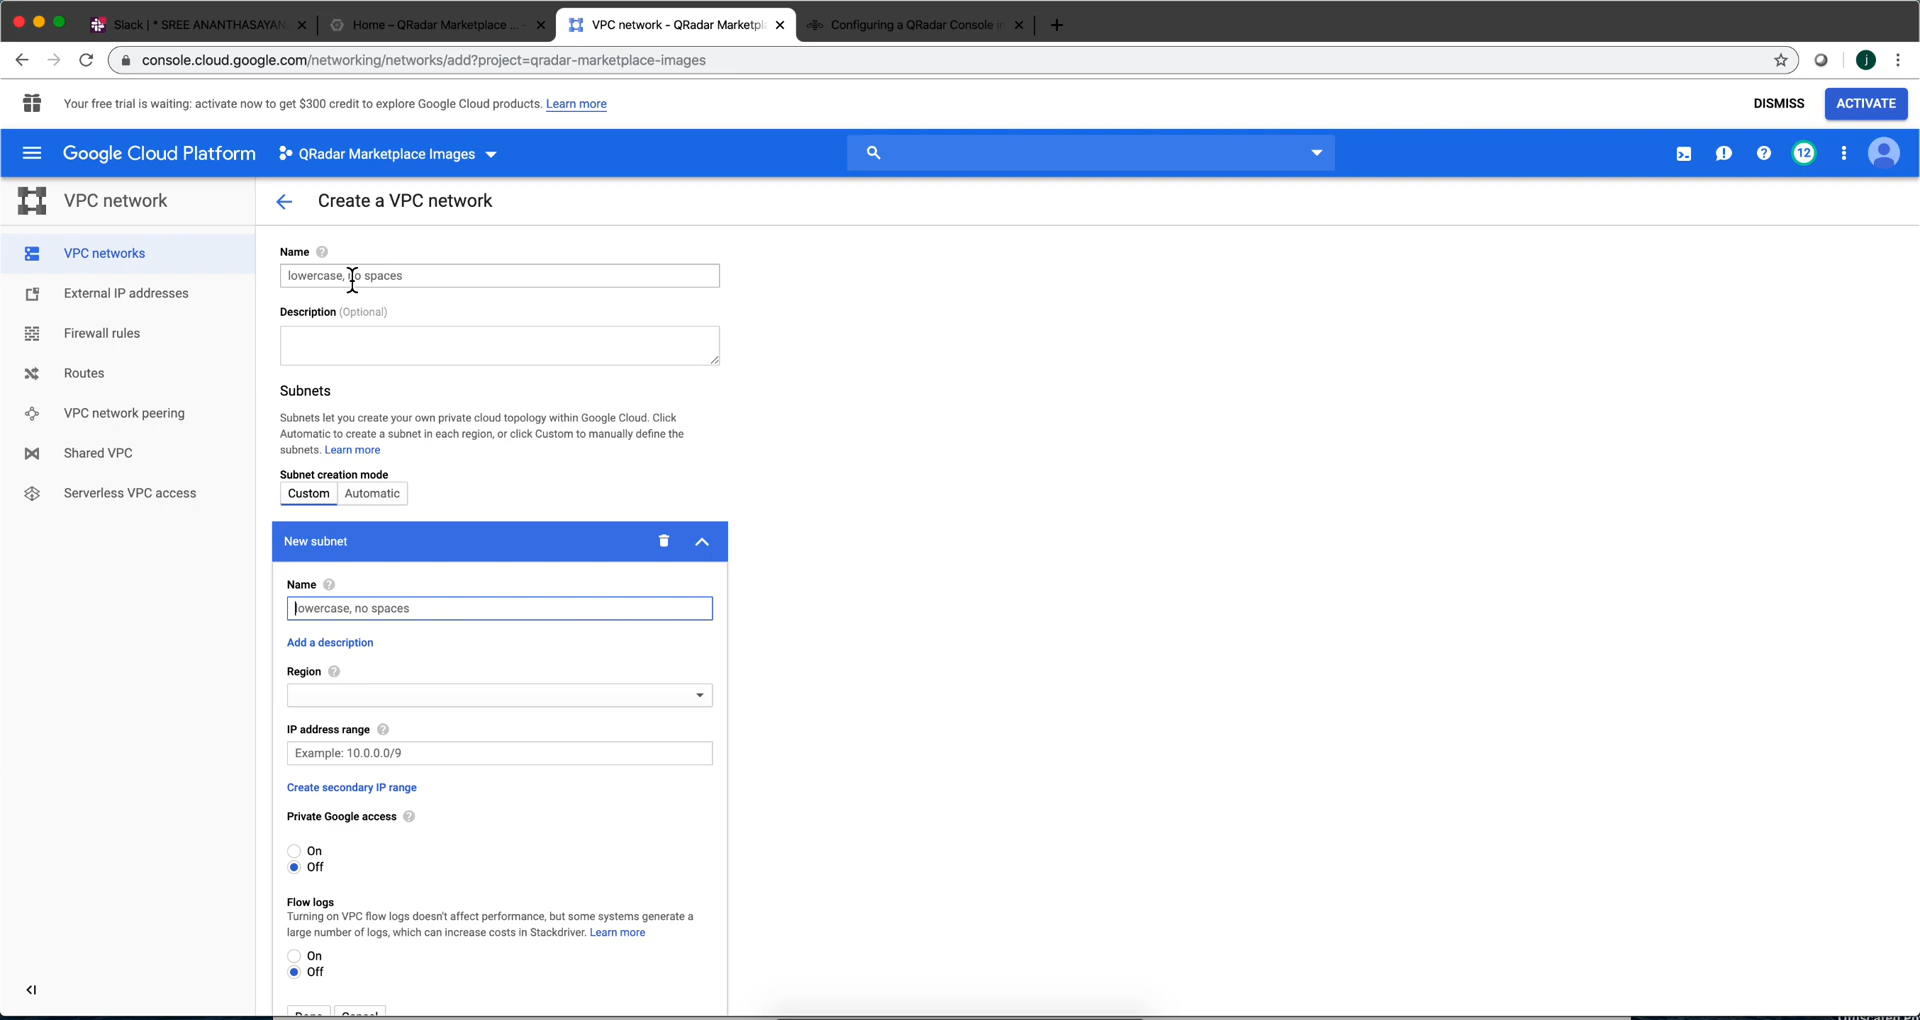 Slack | * SREE ANANTHASAYAN
Home – QRadar Marketplace ...
VPC network - QRadar Marketpl
Configuring a QRadar Console i
console.cloud.google.com/networking/networks/add?project=qradar-marketplace-images
j
Your free trial is waiting: activate now to get $300 credit to explore Google Cloud products. Learn more
DISMISS
ACTIVATE
Google Cloud Platform
QRadar Marketplace Images
12
VPC network
Create a VPC network
VPC networks
External IP addresses
Firewall rules
Routes
VPC network peering
Shared VPC
Serverless VPC access
Name
lowercase, no spaces
Description (Optional)
Subnets
Subnets let you create your own private cloud topology within Google Cloud. Click
Automatic to create a subnet in each region, or click Custom to manually define the
subnets. Learn more
Subnet creation mode
Custom
Automatic
New subnet
Name
lowercase, no spaces
Add a description
Region
IP address range
Example: 10.0.0.0/9
Create secondary IP range
Private Google access
On
Off
Flow logs
Turning on VPC flow logs doesn't affect performance, but some systems generate a
large number of logs, which can increase costs in Stackdriver. Learn more
On
Off
Done
Cancel